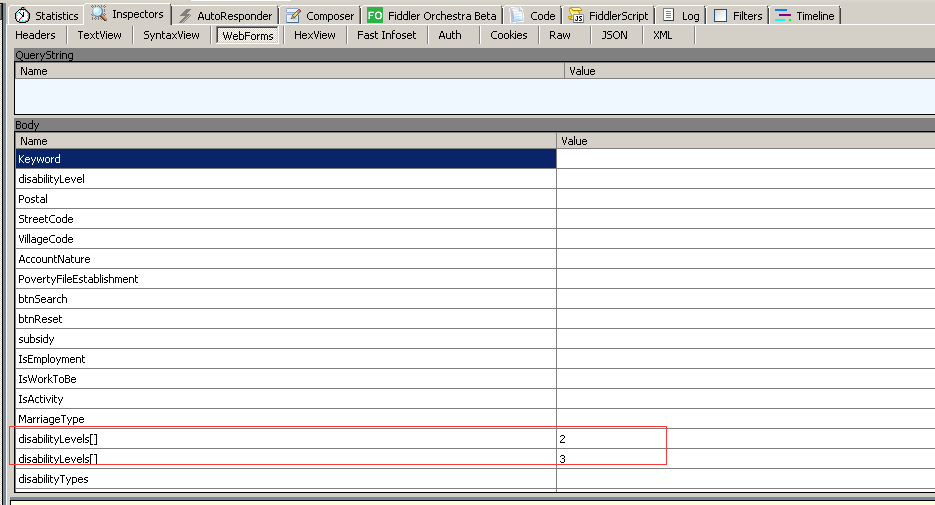 Statistics Inspectors AutoResponder Composer FO Fiddler Orchestra Beta Code JS FiddlerScript Log Filters Timeline
Headers TextView SyntaxView WebForms HexView Fast Infoset Auth Cookies Raw JSON XML
QueryString
Name Value
Body
Name Value
Keyword
disabilityLevel
Postal
StreetCode
VillageCode
AccountNature
PovertyFileEstablishment
btnSearch
btnReset
subsidy
IsEmployment
IsWorkToBe
IsActivity
MarriageType
disabilityLevels[] 2
disabilityLevels[] 3
disabilityTypes